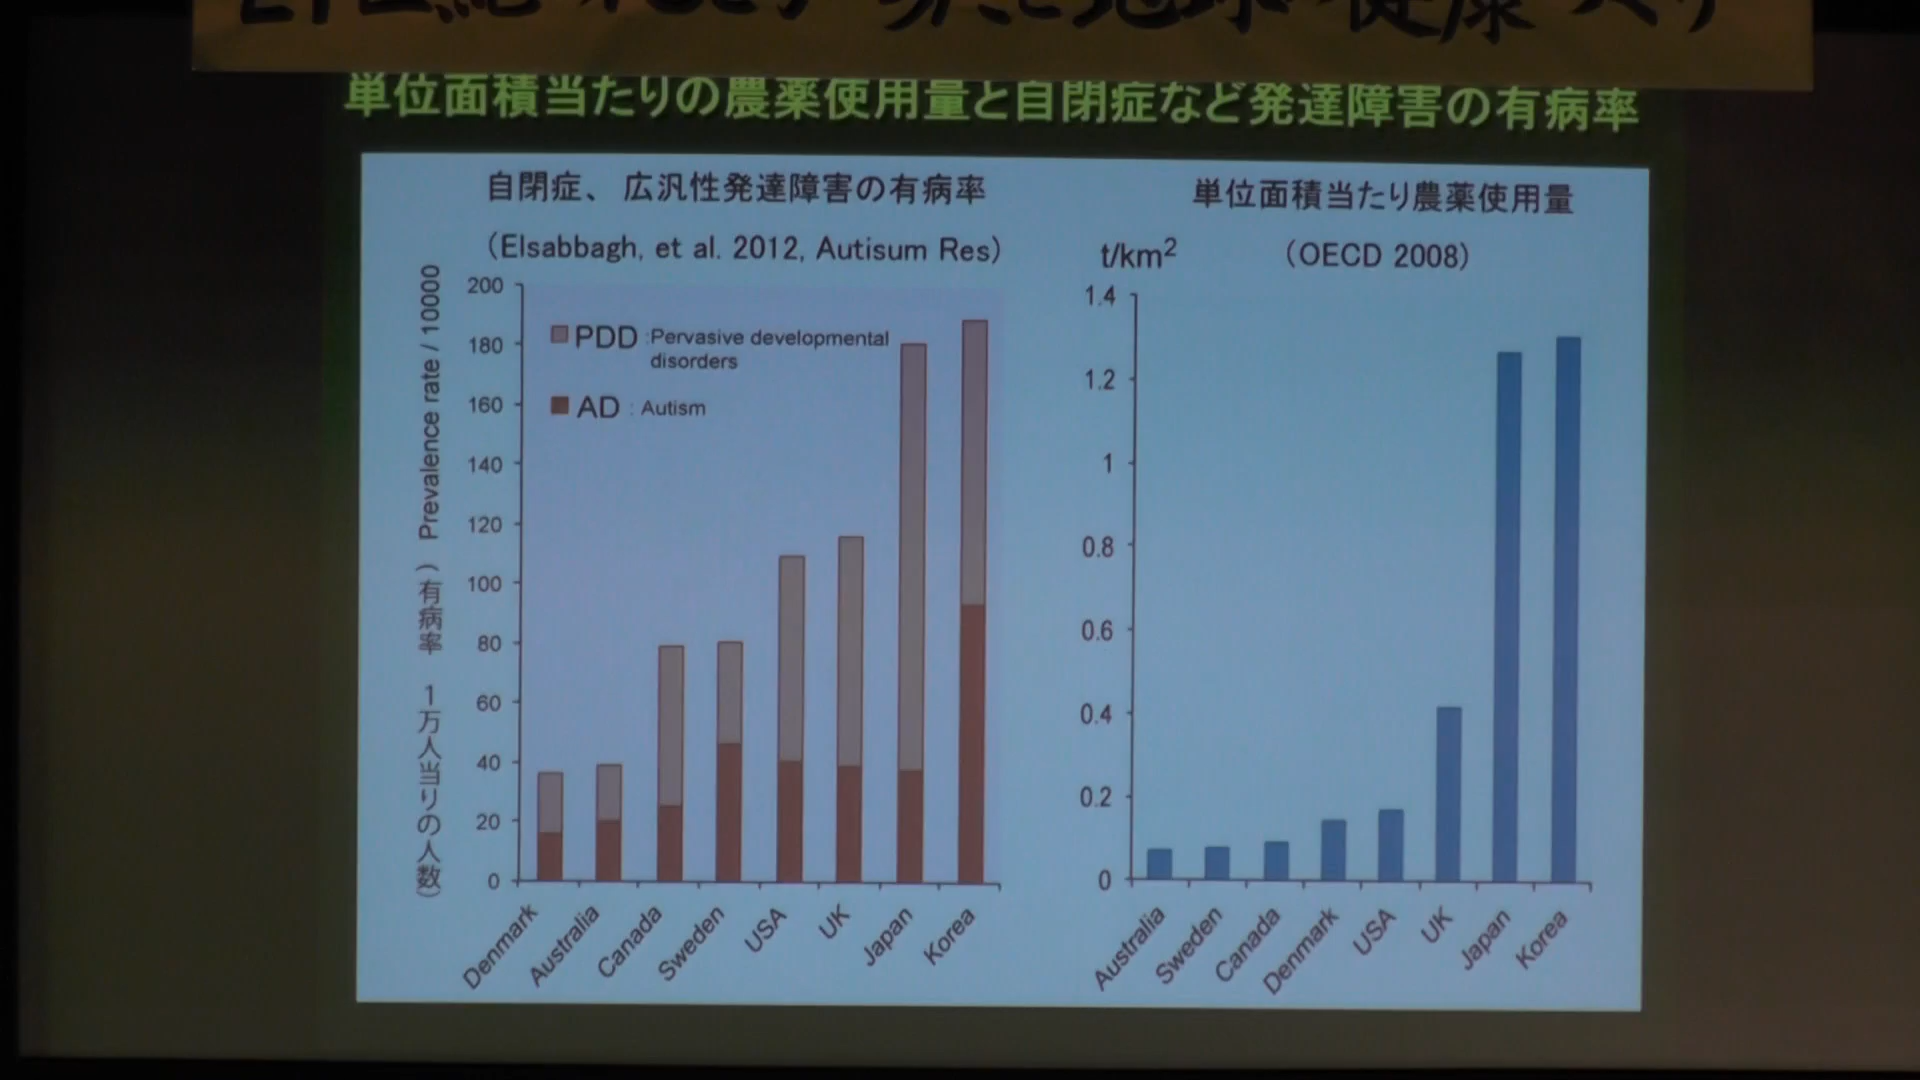 単位面積当たりの農薬使用量と自閉症など発達障害の有病率
自閉症、広汎性発達障害の有病率
(Elsabbagh, et al. 2012, Autisum Res)
Prevalence rate / 10000
有病率 1万人当りの人数)
200
180
160
140
120
100
80
60
40
20
0
PDD : Pervasive developmental
disorders
AD : Autism
Denmark
Australia
Canada
Sweden
USA
UK
Japan
Korea
単位面積当たり農薬使用量
t/km2 (OECD 2008)
1.4
1.2
1
0.8
0.6
0.4
0.2
0
Australia
Sweden
Canada
Denmark
USA
UK
Japan
Korea